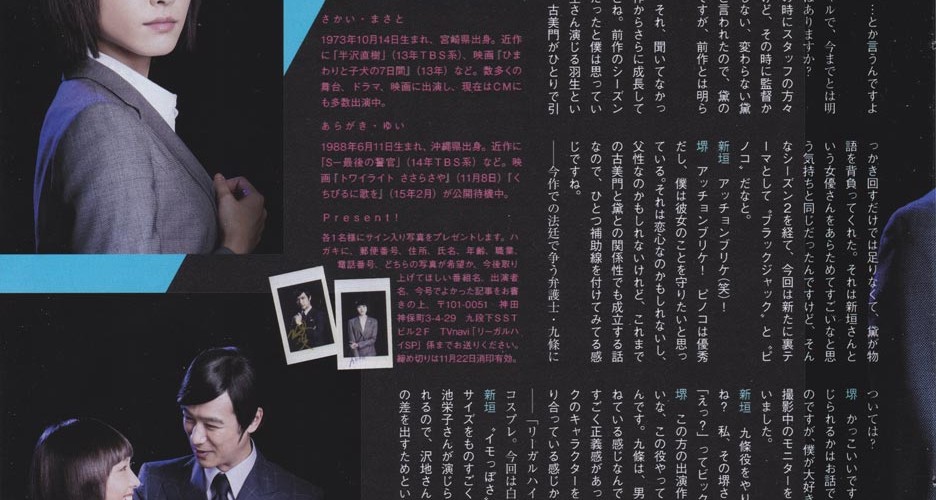 さかい・まさと
1973年10月14日生まれ、宮崎県出身。近作
に「半沢直樹」(13年TBS系)、映画『ひま
わりと子犬の7日間』(13年)など。数多くの
舞台、ドラマ、映画に出演し、現在はCMに
も多数出演中。
あらがき・ゆい
1988年6月11日生まれ、沖縄県出身。近作に
「S－最後の警官」(14年TBS系)など。映
画『トワイライト ささらさや』(11月8日)『く
ちびるに歌を』(15年2月)が公開待機中。
Present!
各1名様にサイン入り写真をプレゼントします。ハ
ガキに、郵便番号、住所、氏名、年齢、職業、
電話番号、どちらの写真が希望か、今後取り
上げてほしい番組名、出演者
名、今号でよかった記事をお書
きの上、〒101-0051 神田
神保町3-4-29 九段下SST
ビル2F TVnavi「リーガルハ
イSP」係までお送りください。
締め切りは11月22日消印有効。
…とか言うんですよ
ルで、今までとは明
はありますか？
の時にスタッフの方々
けど、その時に監督か
らない、変わらない黛
と言われたので、黛の
ですが、前作とは明ら
それ、聞いてなかっ
作からさらに成長して
とね。前作のシーズン
生さん演じる羽生とい
だったと僕は思ってい
古美門がひとりで引
っかき回すだけでは足りなくて、黛が物
語を背負ってくれた。それは新垣さんと
いう女優さんをあらためてすごいなと思
う気持ちと同じだったんですけど、そん
なシーズン2を経て、今回は新たに裏テ
ーマとして〝ブラックジャック〟と〝ピ
ノコ〟だなと。
新垣 アッチョンブリケ(笑)！
堺 アッチョンブリケ！ ピノコは優秀
だし、僕は彼女のことを守りたいと思っ
ている。それは恋心なのかもしれないし、
父性なのかもしれないけれど、これまで
の古美門と黛との関係性でも成立する話
なので、ひとつ補助線を付けてみてる感
じですね。
――今作での法廷で争う弁護士・九條に
ついては？
堺 かっこいいです
じられるかはお話で
のですが僕が大好き
撮影中のモニターを
いました。
新垣 九條役をやり
ね？ 私、その堺さ
「えっ？」ってビック
堺 この方の出演作
いな、この役やって
んです。九條は、男
ねている感じなんで
すごく正義感があっ
クのキャラクターを
り合っている感じか
――「リーガルハイ
コスプレ。今回は白
新垣 〝イモっぽさ
サイズをものすごく
池栄子さんが演じら
れるので、沢地さん
の差を出すためとい